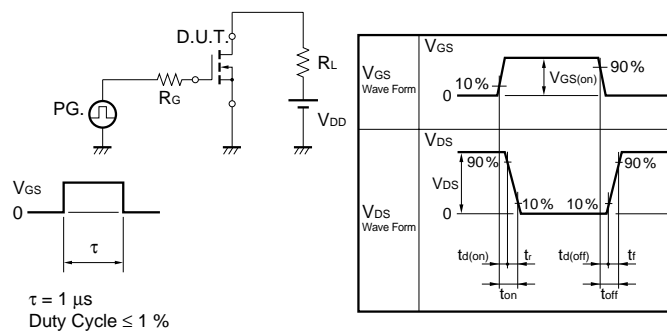 D.U.T.
RL
RG
PG.
VDD
VGS
0
τ
τ = 1 μs
Duty Cycle ≤ 1 %
VGS
Wave Form
VGS
10 %
VGS(on)
90 %
0
VDS
Wave Form
VDS
90 %
VDS
10 %
10 %
90 %
0
td(on)
tr
td(off)
tf
ton
toff